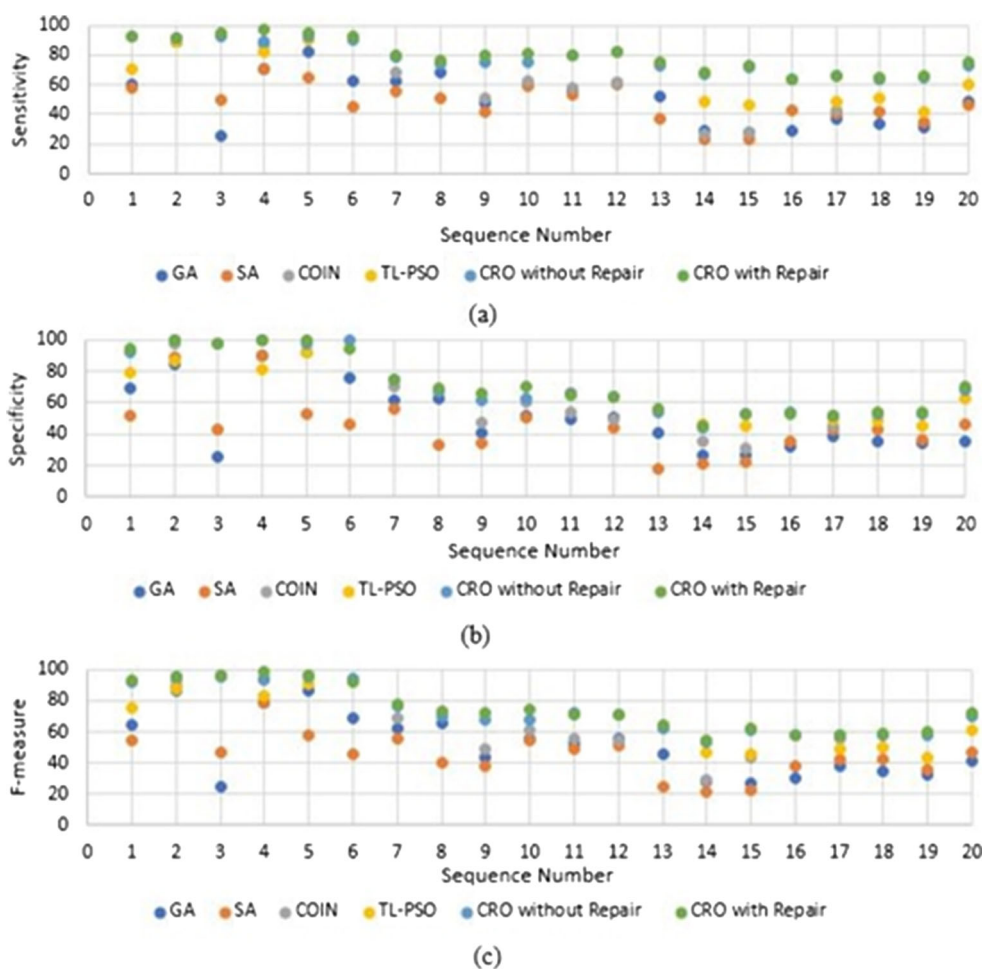 Sensitivity
100
80
60
40
20
0
0 1 2 3 4 5 6 7 8 9 10 11 12 13 14 15 16 17 18 19 20
Sequence Number
GA SA COIN TL-PSO CRO without Repair CRO with Repair
(a)
Specificity
100
80
60
40
20
0
0 1 2 3 4 5 6 7 8 9 10 11 12 13 14 15 16 17 18 19 20
Sequence Number
GA SA COIN TL-PSO CRO without Repair CRO with Repair
(b)
F-measure
100
80
60
40
20
0
0 1 2 3 4 5 6 7 8 9 10 11 12 13 14 15 16 17 18 19 20
Sequence Number
GA SA COIN TL-PSO CRO without Repair CRO with Repair
(c)